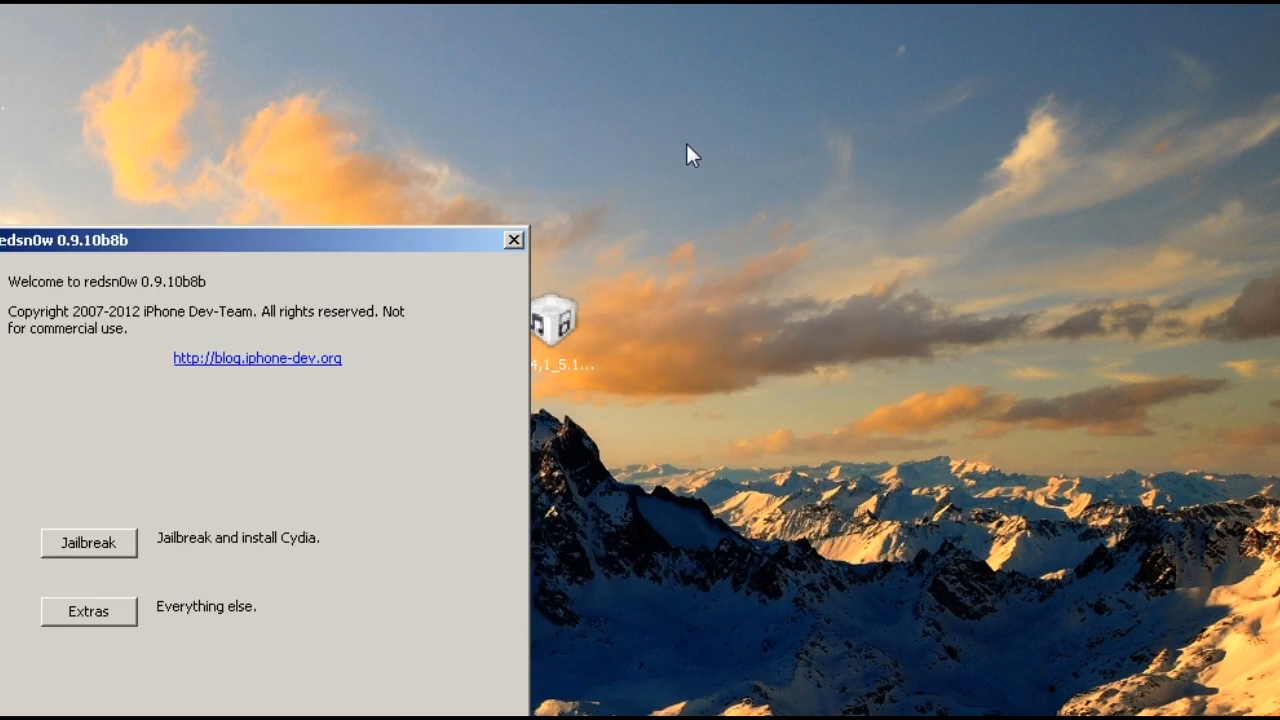 edsn0w 0.9.10b8b
Welcome to redsn0w 0.9.10b8b
Copyright 2007-2012 iPhone Dev-Team. All rights reserved. Not
for commercial use.
http://blog.iphone-dev.org
4,1_5.1...
Jailbreak
Jailbreak and install Cydia.
Extras
Everything else.